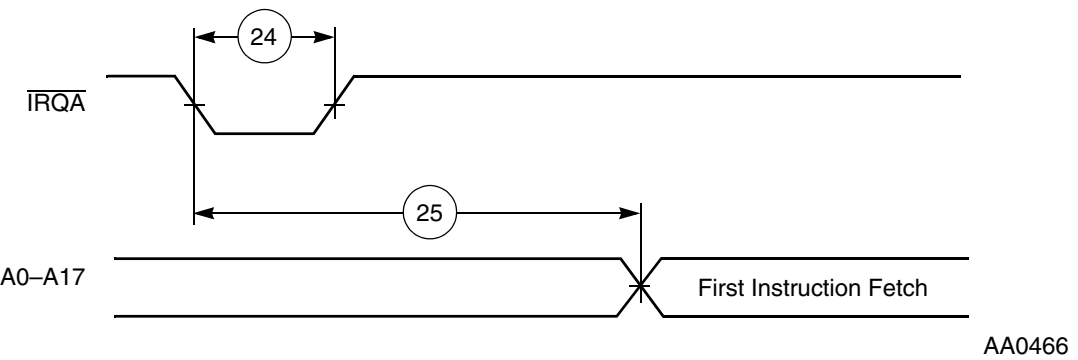 24
IRQA
25
A0–A17
First Instruction Fetch
AA0466